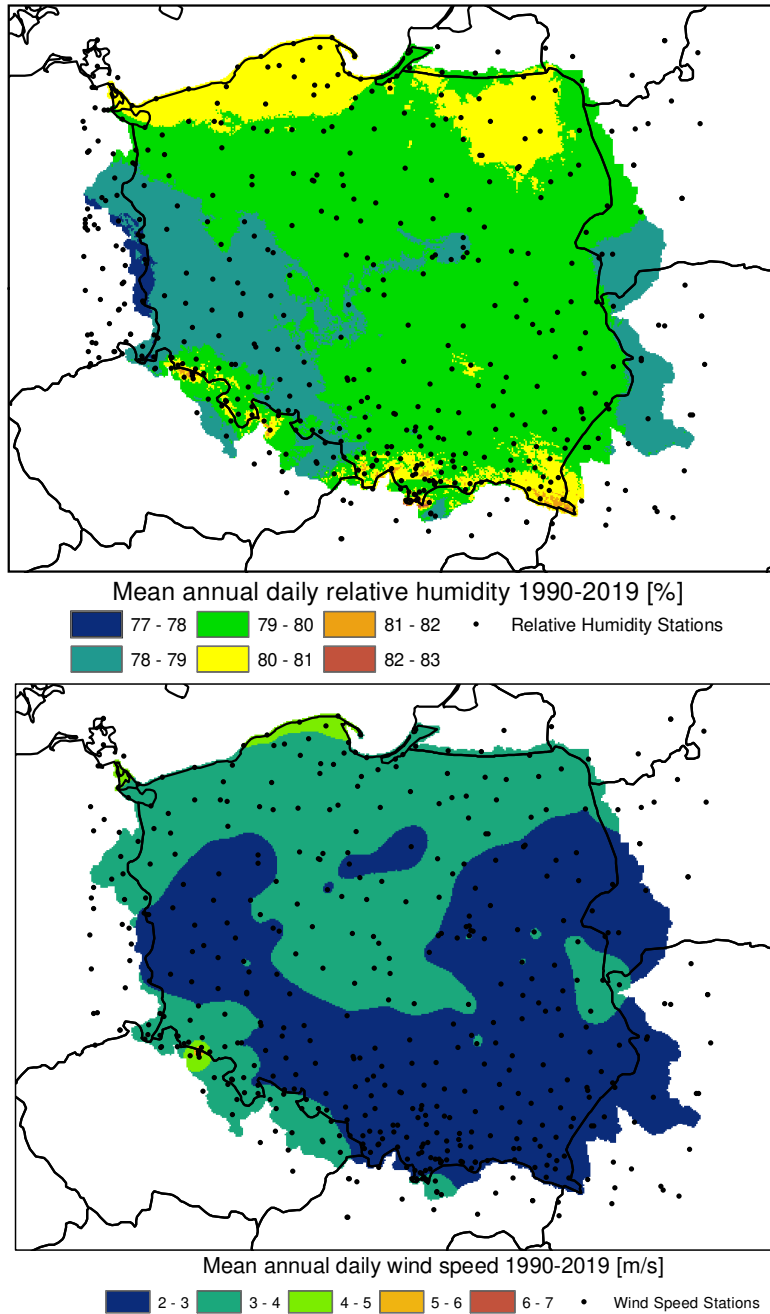 Mean annual daily relative humidity 1990-2019 [%]
77 - 78 79 - 80 81 - 82 Relative Humidity Stations
78 - 79 80 - 81 82 - 83
Mean annual daily wind speed 1990-2019 [m/s]
2 - 3 3 - 4 4 - 5 5 - 6 6 - 7 Wind Speed Stations